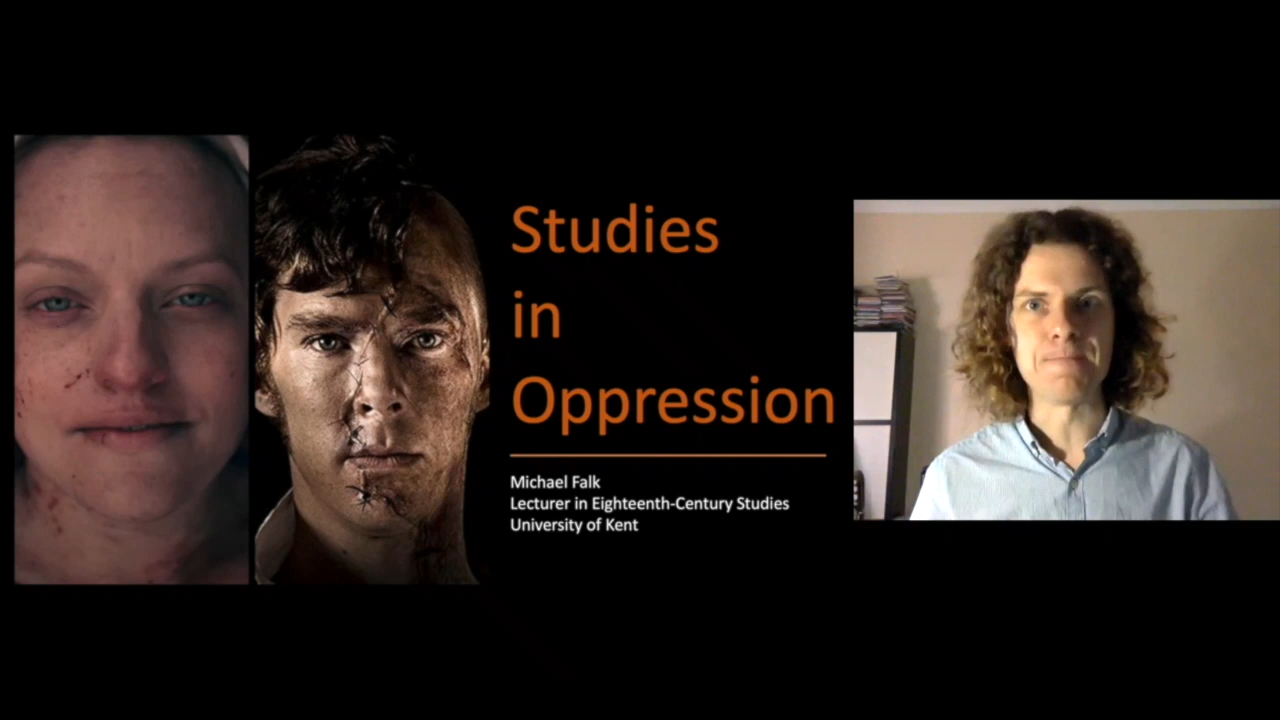 Studies
in
Oppression
Michael Falk
Lecturer in Eighteenth-Century Studies
University of Kent